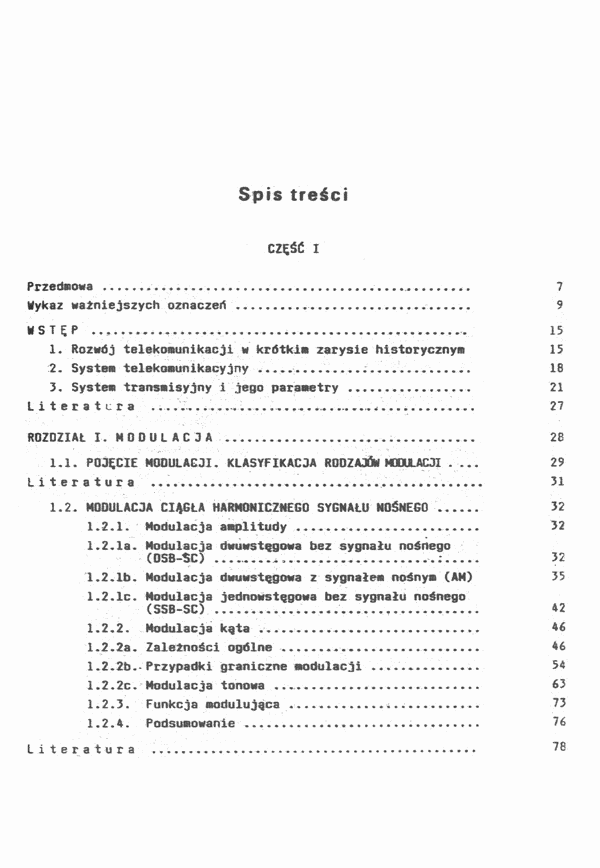 Spis treści
CZĘŚĆ I
Przedmowa .................................................. 7
Wykaz ważniejszych oznaczeń ................................ 9
WSTĘP .................................................. 15
1. Rozwój telekomunikacji w krótkim zarysie historycznym 15
2. System telekomunikacyjny ............................. 18
3. System transmisyjny i jego parametry ................. 21
Literatura ............................................ 27
ROZDZIAŁ I. MODULACJA .................................. 28
1.1. POJĘCIE MODULACJI. KLASYFIKACJA RODZAJÓW MODULACJI . ... 29
Literatura ............................................. 31
1.2. MODULACJA CIĄGŁA HARMONICZNEGO SYGNAŁU NOŚNEGO ...... 32
1.2.1. Modulacja amplitudy ......................... 32
1.2.1a. Modulacja dwuwstęgowa bez sygnału nośnego
(DSB-SC) .................................... 32
1.2.1b. Modulacja dwuwstęgowa z sygnałem nośnym (AM) 35
1.2.1c. Modulacja jednowstęgowa bez sygnału nośnego
(SSB-SC) .................................... 42
1.2.2. Modulacja kąta .............................. 46
1.2.2a. Zależności ogólne ........................... 46
1.2.2b. Przypadki graniczne modulacji ............... 54
1.2.2c. Modulacja tonowa ............................ 63
1.2.3. Funkcja modulująca .......................... 73
1.2.4. Podsumowanie ................................ 76
Literatura ............................................ 78